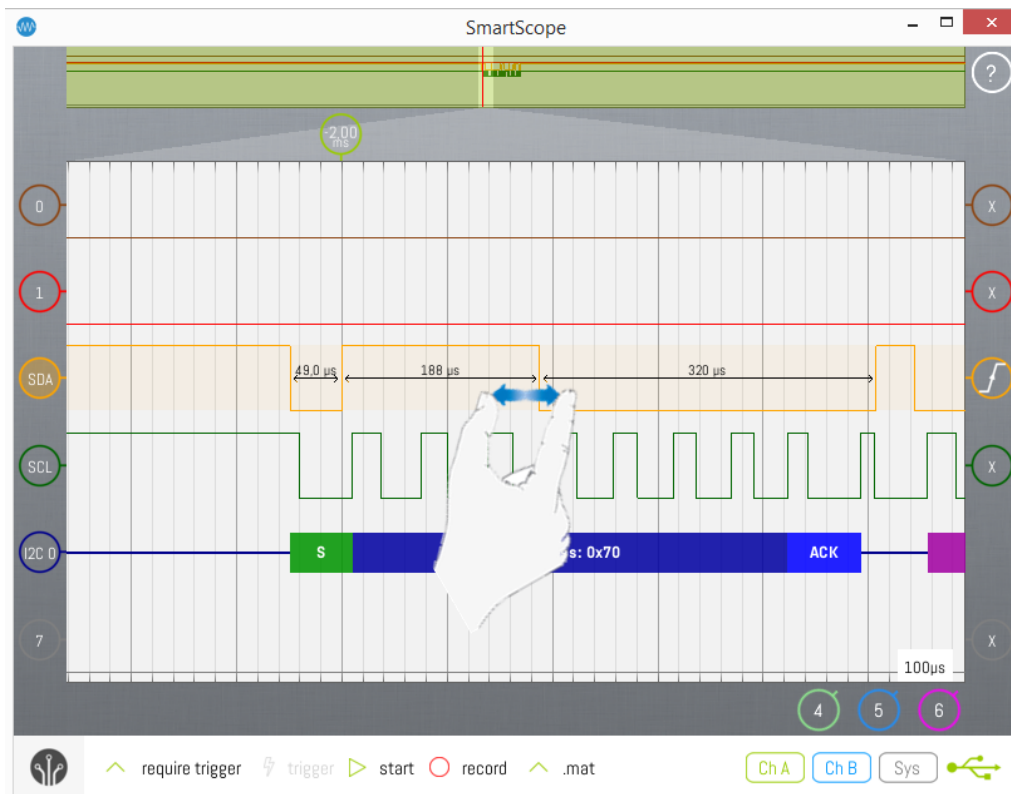 SmartScope
?
-2,00
ms
0
X
1
X
49,0 µs
188 µs
320 µs
SDA
SCL
X
I2C 0
S
s: 0x70
ACK
7
X
100µs
4
5
6
require trigger
trigger
start
record
.mat
Ch A
Ch B
Sys